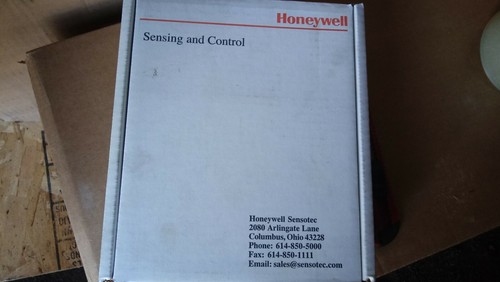 Honeywell
Sensing and Control
Honeywell Sensotec
2080 Arlingate Lane
Columbus, Ohio 43228
Phone: 614-850-5000
Fax: 614-850-1111
Email: sales@sensotec.com